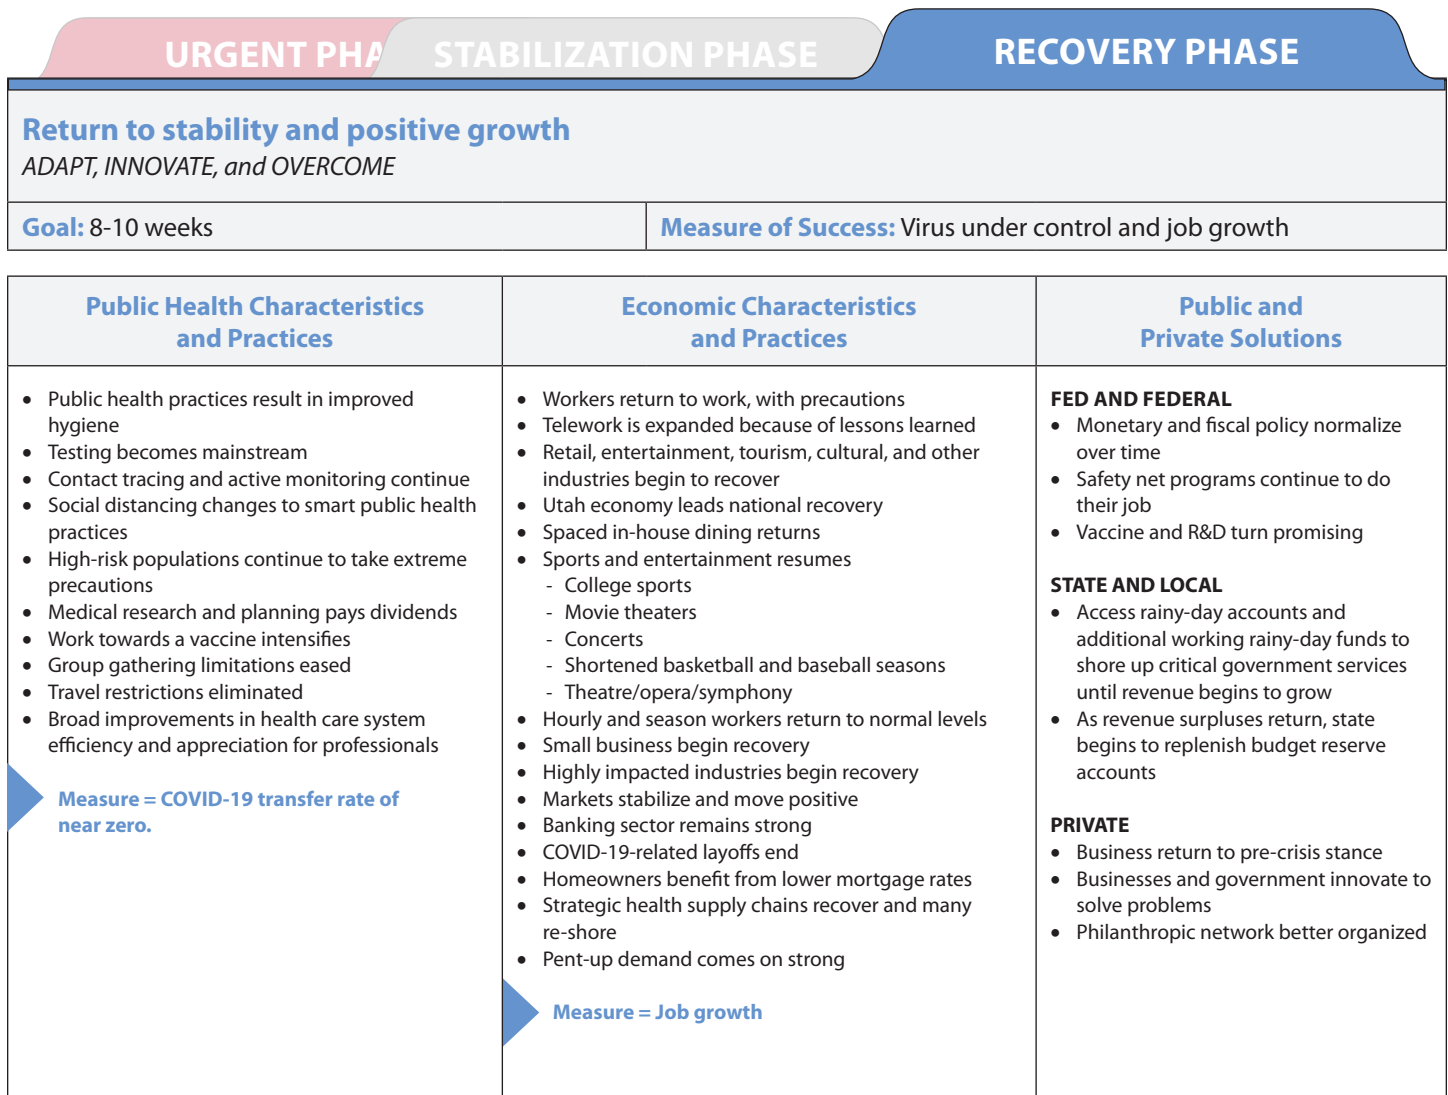 URGENT PHA
STABILIZATION PHASE
RECOVERY PHASE
Return to stability and positive growth
ADAPT, INNOVATE, and OVERCOME
Goal: 8-10 weeks
Measure of Success: Virus under control and job growth
Public Health Characteristics
and Practices
• Public health practices result in improved
hygiene
• Testing becomes mainstream
• Contact tracing and active monitoring continue
• Social distancing changes to smart public health
practices
• High-risk populations continue to take extreme
precautions
• Medical research and planning pays dividends
• Work towards a vaccine intensifies
• Group gathering limitations eased
• Travel restrictions eliminated
• Broad improvements in health care system
efficiency and appreciation for professionals
Measure = COVID-19 transfer rate of
near zero.
Economic Characteristics
and Practices
• Workers return to work, with precautions
• Telework is expanded because of lessons learned
• Retail, entertainment, tourism, cultural, and other
industries begin to recover
• Utah economy leads national recovery
• Spaced in-house dining returns
• Sports and entertainment resumes
- College sports
- Movie theaters
- Concerts
- Shortened basketball and baseball seasons
- Theatre/opera/symphony
• Hourly and season workers return to normal levels
• Small business begin recovery
• Highly impacted industries begin recovery
• Markets stabilize and move positive
• Banking sector remains strong
• COVID-19-related layoffs end
• Homeowners benefit from lower mortgage rates
• Strategic health supply chains recover and many
re-shore
• Pent-up demand comes on strong
Measure = Job growth
Public and
Private Solutions
FED AND FEDERAL
• Monetary and fiscal policy normalize
over time
• Safety net programs continue to do
their job
• Vaccine and R&D turn promising
STATE AND LOCAL
• Access rainy-day accounts and
additional working rainy-day funds to
shore up critical government services
until revenue begins to grow
• As revenue surpluses return, state
begins to replenish budget reserve
accounts
PRIVATE
• Business return to pre-crisis stance
• Businesses and government innovate to
solve problems
• Philanthropic network better organized